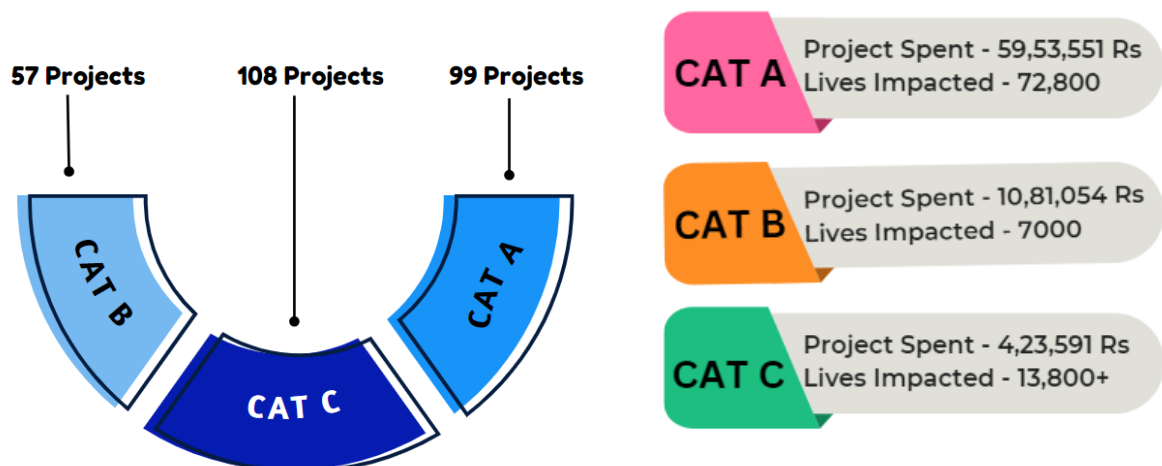 57 Projects
108 Projects
99 Projects
CAT B
CAT C
CAT A
CAT A
Project Spent - 59,53,551 Rs
Lives Impacted - 72,800
CAT B
Project Spent - 10,81,054 Rs
Lives Impacted - 7000
CAT C
Project Spent - 4,23,591 Rs
Lives Impacted - 13,800+